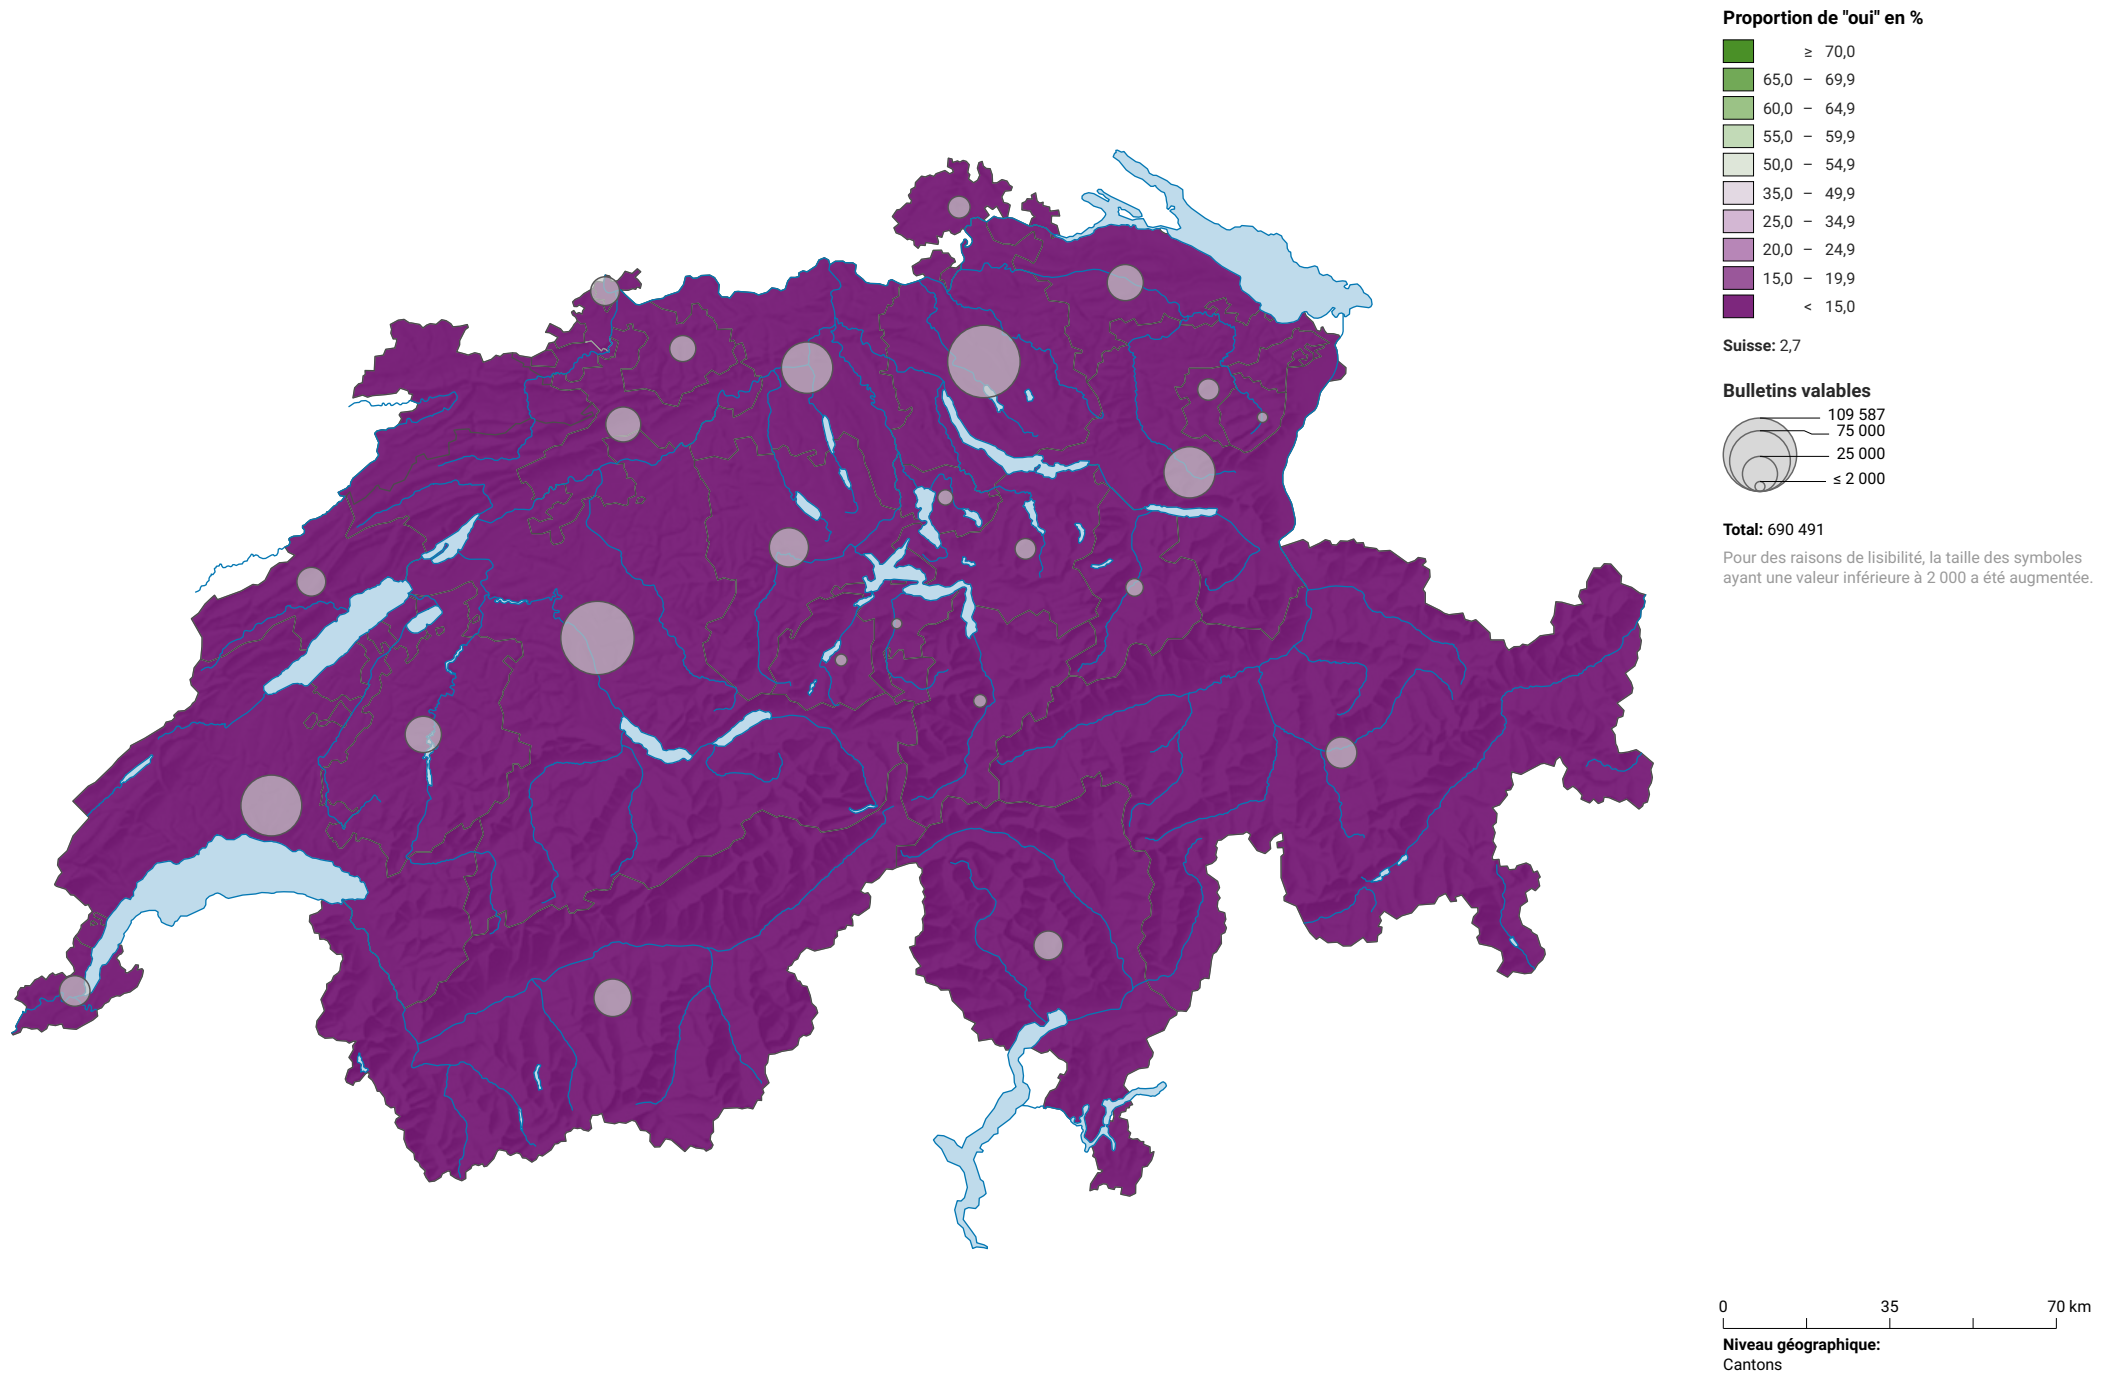 Proportion de "oui" en %
≥ 70,0
65,0 – 69,9
60,0 – 64,9
55,0 – 59,9
50,0 – 54,9
35,0 – 49,9
25,0 – 34,9
20,0 – 24,9
15,0 – 19,9
< 15,0
Suisse: 2,7
Bulletins valables
109 587
75 000
25 000
≤ 2 000
Total: 690 491
Pour des raisons de lisibilité, la taille des symboles
ayant une valeur inférieure à 2 000 a été augmentée.
0 35 70 km
Niveau géographique:
Cantons